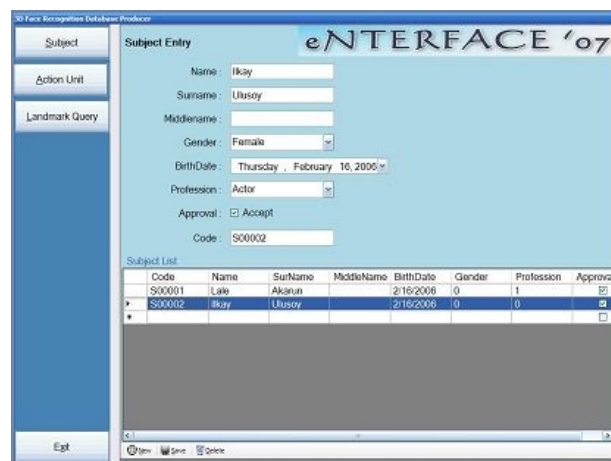 3D Face Recognition Database Producer
Subject
Action Unit
Landmark Query
Exit
Subject Entry
eNTERFACE '07
Name : Ilkay
Surname : Ulusoy
Middlename :
Gender : Female
BirthDate : Thursday , February 16, 2006
Profession : Actor
Approval : Accept
Code : S00002
Subject List
Code Name SurName MiddleName BirthDate Gender Profession Approva
S00001 Lale Akarun 2/16/2006 0 1
S00002 Ilkay Ulusoy 2/16/2006 0 0
New Save Delete